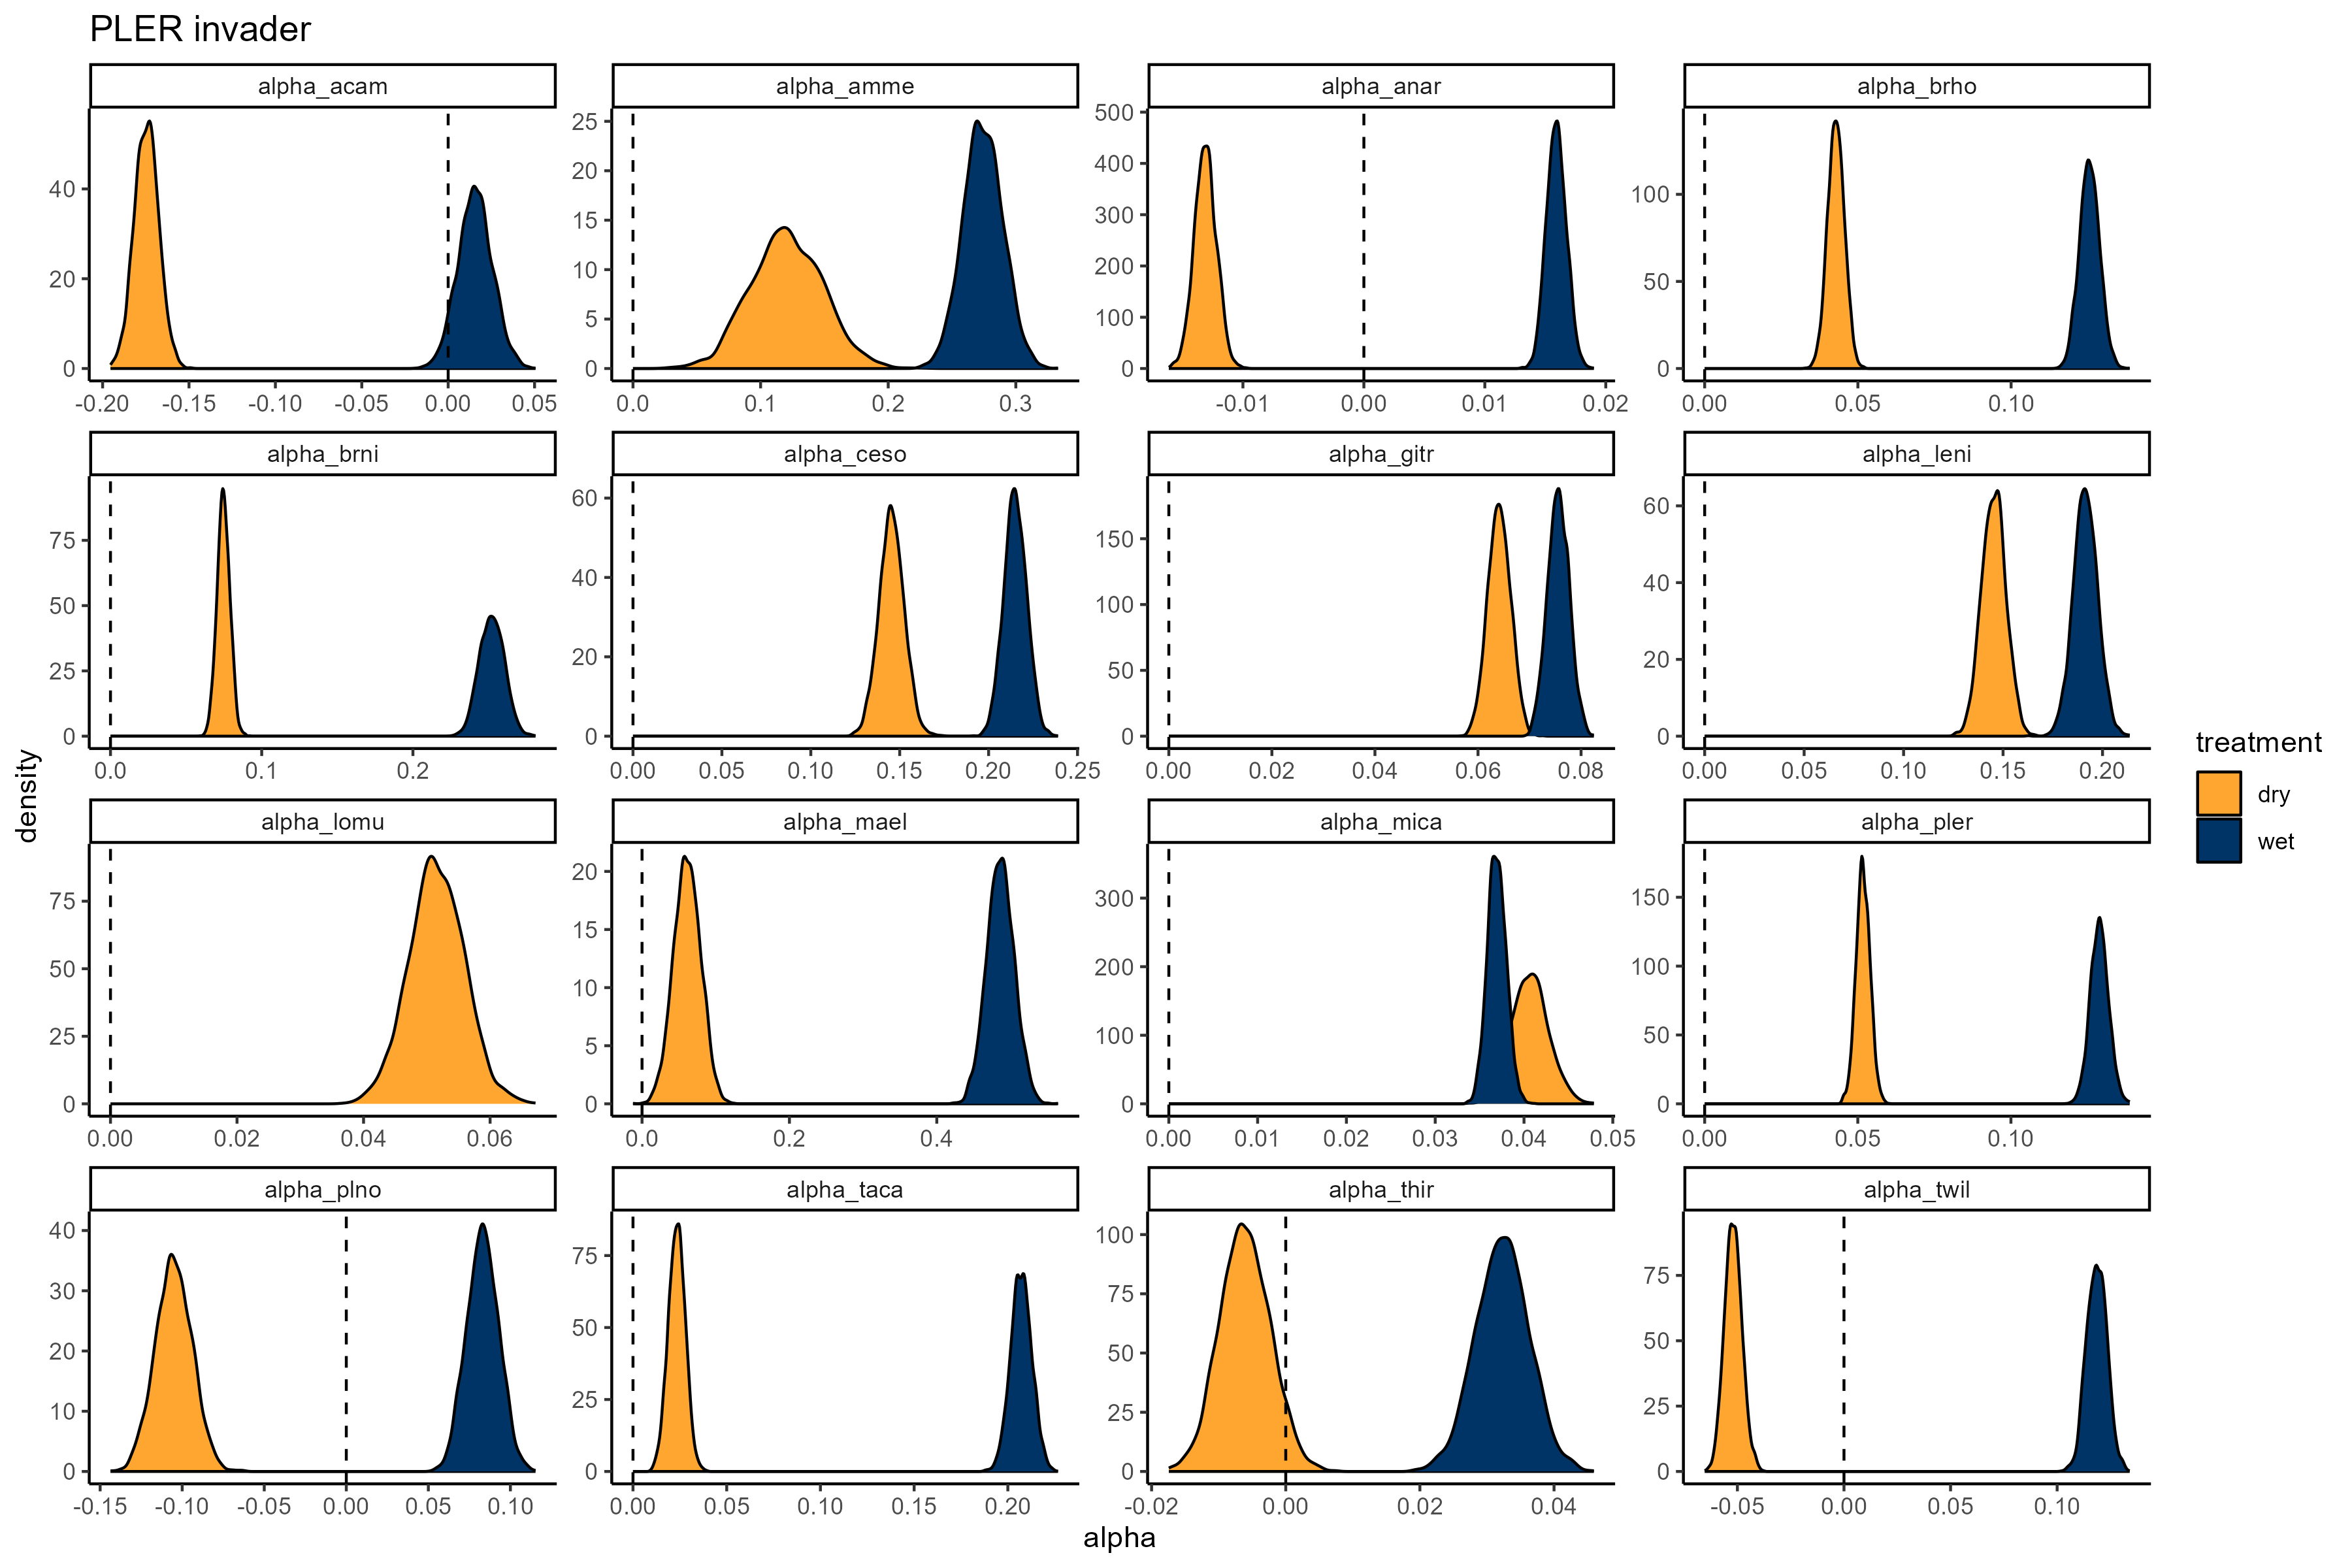 PLER invader
alpha_acam alpha_amme alpha_anar alpha_brho
0 20 40
0 5 10 15 20 25
0 100 200 300 400 500
0 50 100
-0.20 -0.15 -0.10 -0.05 0.00 0.05
0.0 0.1 0.2 0.3
-0.01 0.00 0.01 0.02
0.00 0.05 0.10
alpha_brni alpha_ceso alpha_gitr alpha_leni
0 25 50 75
0 20 40 60
0 50 100 150
0 20 40 60
0.0 0.1 0.2
0.00 0.05 0.10 0.15 0.20 0.25
0.00 0.02 0.04 0.06 0.08
0.00 0.05 0.10 0.15 0.20
alpha_lomu alpha_mael alpha_mica alpha_pler
0 25 50 75
0 5 10 15 20
0 100 200 300
0 50 100 150
0.00 0.02 0.04 0.06
0.0 0.2 0.4
0.00 0.01 0.02 0.03 0.04 0.05
0.00 0.05 0.10
alpha_plno alpha_taca alpha_thir alpha_twil
0 10 20 30 40
0 25 50 75
0 25 50 75 100
0 25 50 75
-0.15 -0.10 -0.05 0.00 0.05 0.10
0.00 0.05 0.10 0.15 0.20
-0.02 0.00 0.02 0.04
-0.05 0.00 0.05 0.10
density
alpha
treatment
dry
wet